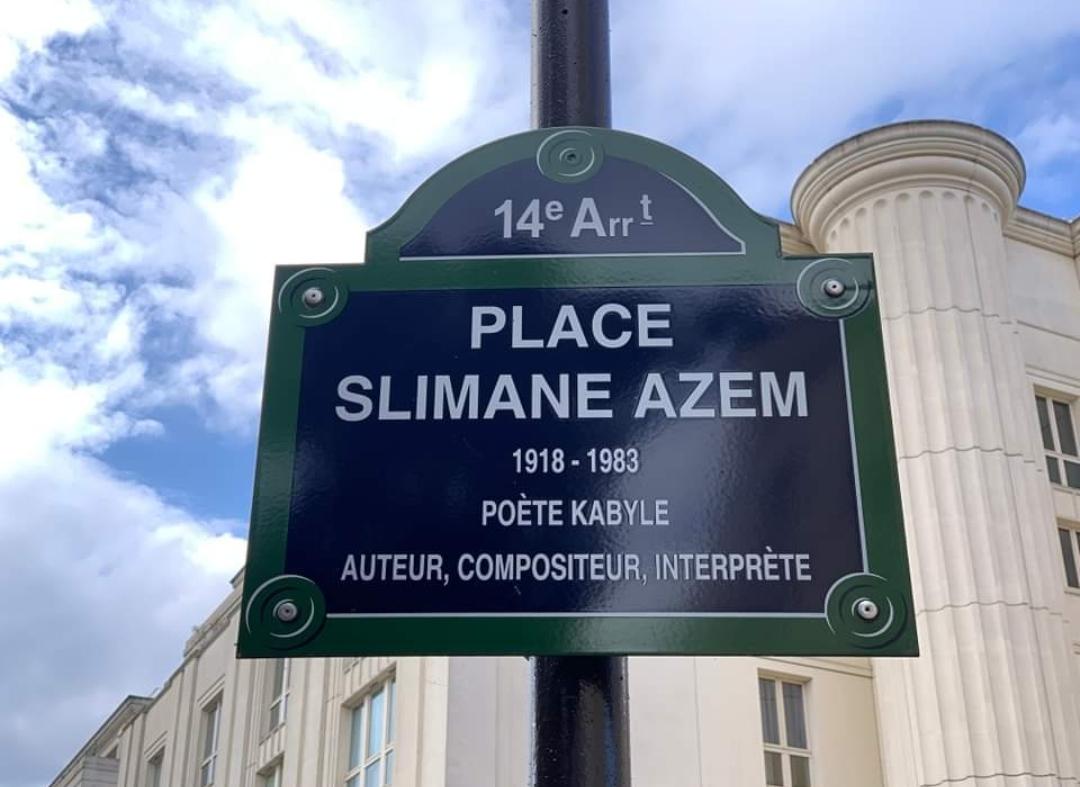 14e Arrt
PLACE
SLIMANE AZEM
1918 - 1983
POÈTE KABYLE
AUTEUR, COMPOSITEUR, INTERPRÈTE